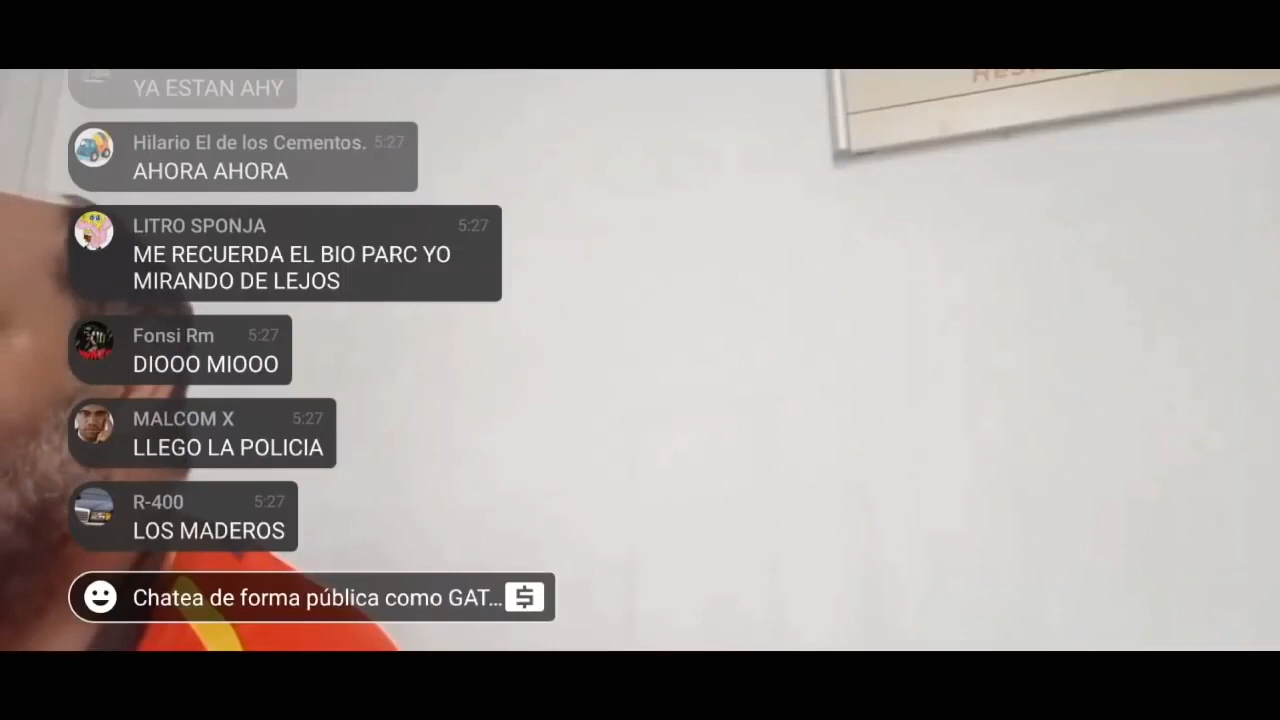 YA ESTAN AHY
Hilario El de los Cementos. 5:27
AHORA AHORA
LITRO SPONJA 5:27
ME RECUERDA EL BIO PARC YO
MIRANDO DE LEJOS
Fonsi Rm 5:27
DIOOO MIOOO
MALCOM X 5:27
LLEGO LA POLICIA
R-400 5:27
LOS MADEROS
Chatea de forma pública como GAT...